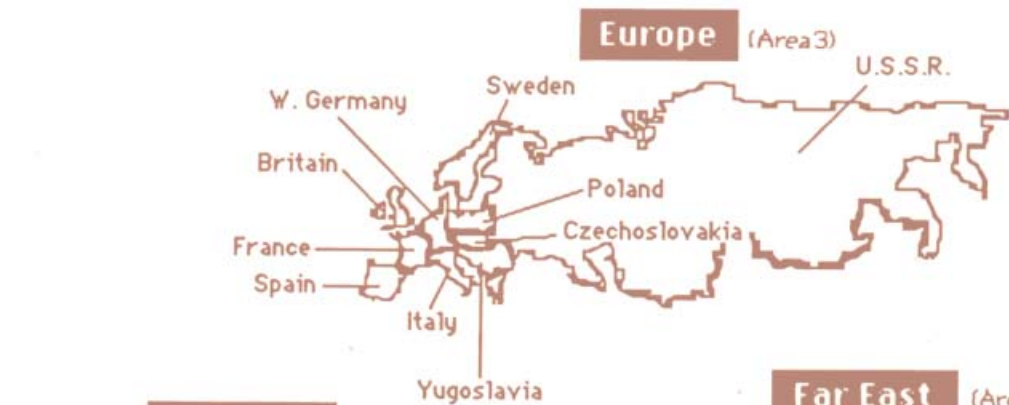 Europe (Area3)
U.S.S.R.
Sweden
W. Germany
Britain
Poland
Czechoslovakia
France
Spain
Italy
Yugoslavia
Far East